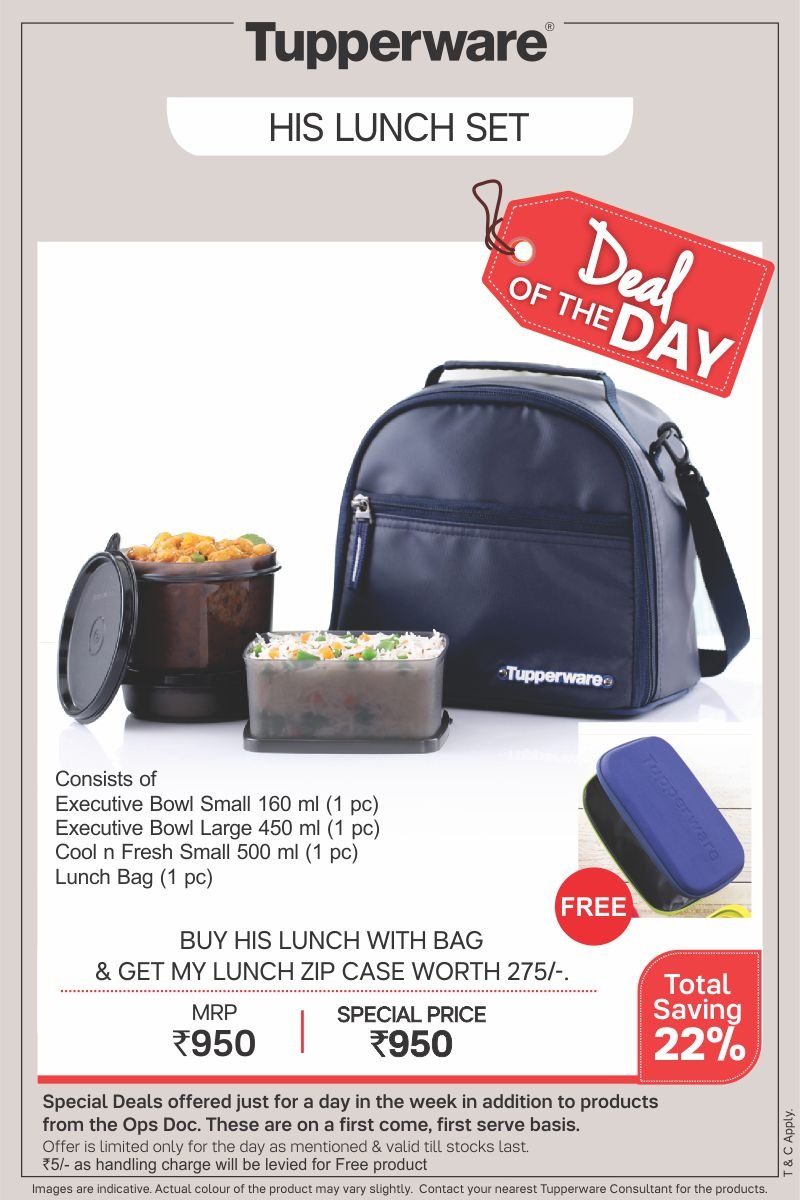 Tupperware®
HIS LUNCH SET
Deal
OF THE DAY
Tupperware
Consists of
Executive Bowl Small 160 ml (1 pc)
Executive Bowl Large 450 ml (1 pc)
Cool n Fresh Small 500 ml (1 pc)
Lunch Bag (1 pc)
Tupperware
FREE
BUY HIS LUNCH WITH BAG
& GET MY LUNCH ZIP CASE WORTH 275/-.
MRP
₹950
SPECIAL PRICE
₹950
Total
Saving
22%
Special Deals offered just for a day in the week in addition to products
from the Ops Doc. These are on a first come, first serve basis.
Offer is limited only for the day as mentioned & valid till stocks last.
₹5/- as handling charge will be levied for Free product
T & C Apply.
Images are indicative. Actual colour of the product may vary slightly. Contact your nearest Tupperware Consultant for the products.